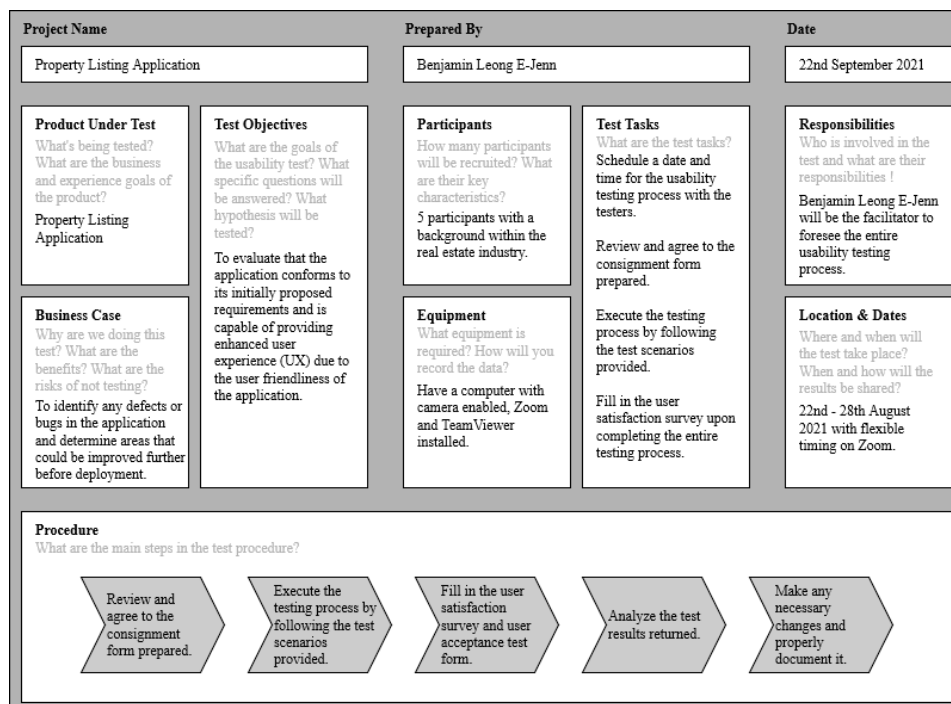 Project Name
Property Listing Application
Prepared By
Benjamin Leong E-Jenn
Date
22nd September 2021
Product Under Test
What's being tested?
What are the business
and experience goals of
the product?
Property Listing
Application
Business Case
Why are we doing this
test? What are the
benefits? What are the
risks of not testing?
To identify any defects or
bugs in the application
and determine areas that
could be improved further
before deployment.
Test Objectives
What are the goals of
the usability test? What
specific questions will
be answered? What
hypothesis will be
tested?
To evaluate that the
application conforms to
its initially proposed
requirements and is
capable of providing
enhanced user
experience (UX) due to
the user friendliness of
the application.
Participants
How many participants
will be recruited? What
are their key
characteristics?
5 participants with a
background within the
real estate industry.
Equipment
What equipment is
required? How will you
record the data?
Have a computer with
camera enabled, Zoom
and TeamViewer
installed.
Test Tasks
What are the test tasks?
Schedule a date and
time for the usability
testing process with the
testers.
Review and agree to the
consignment form
prepared.
Execute the testing
process by following
the test scenarios
provided.
Fill in the user
satisfaction survey upon
completing the entire
testing process.
Responsibilities
Who is involved in the
test and what are their
responsibilities !
Benjamin Leong E-Jenn
will be the facilitator to
foresee the entire
usability testing
process.
Location & Dates
Where and when will
the test take place?
When and how will the
results be shared?
22nd - 28th August
2021 with flexible
timing on Zoom.
Procedure
What are the main steps in the test procedure?
Review and
agree to the
consignment
form prepared.
Execute the
testing process by
following the test
scenarios
provided.
Fill in the user
satisfaction
survey and user
acceptance test
form.
Analyze the test
results returned.
Make any
necessary
changes and
properly
document it.